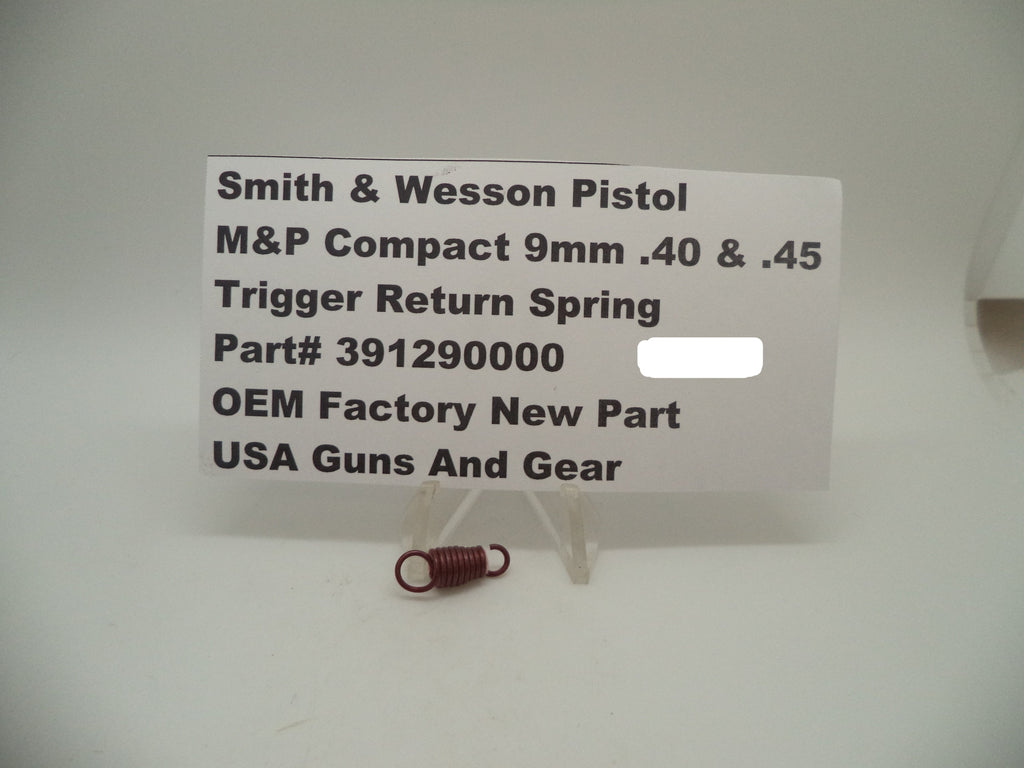 Smith & Wesson Pistol
M&P Compact 9mm .40 & .45
Trigger Return Spring
Part# 391290000
OEM Factory New Part
USA Guns And Gear